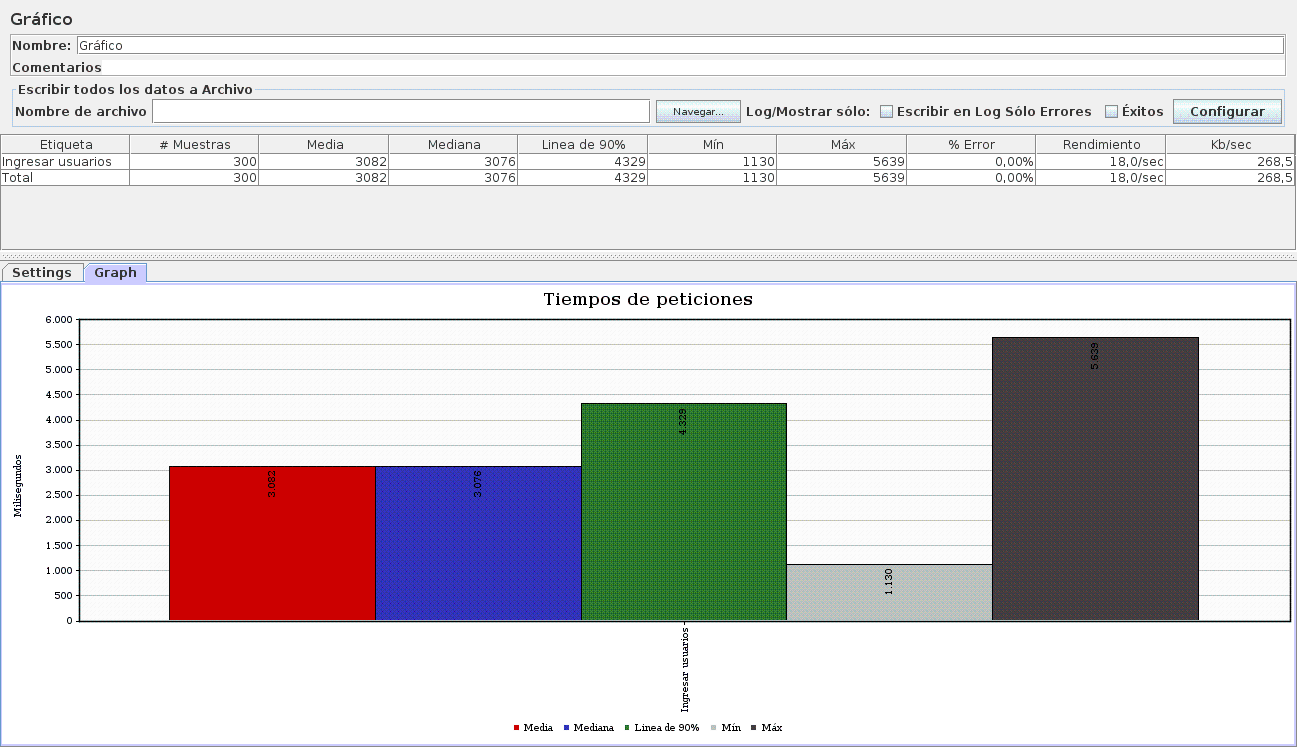 Gráfico
Nombre: Gráfico
Comentarios
Escribir todos los datos a Archivo
Nombre de archivo Navegar... Log/Mostrar sólo: Escribir en Log Sólo Errores Éxitos Configurar
Etiqueta # Muestras Media Mediana Linea de 90% Mín Máx % Error Rendimiento Kb/sec
Ingresar usuarios 300 3082 3076 4329 1130 5639 0,00% 18,0/sec 268,5
Total 300 3082 3076 4329 1130 5639 0,00% 18,0/sec 268,5
Settings Graph
Tiempos de peticiones
Milisegundos
6.000
5.500
5.000
4.500
4.000
3.500
3.000
2.500
2.000
1.500
1.000
500
0
3.082
3.076
4.329
1.130
5.639
Ingresar usuarios
Media Mediana Linea de 90% Mín Máx